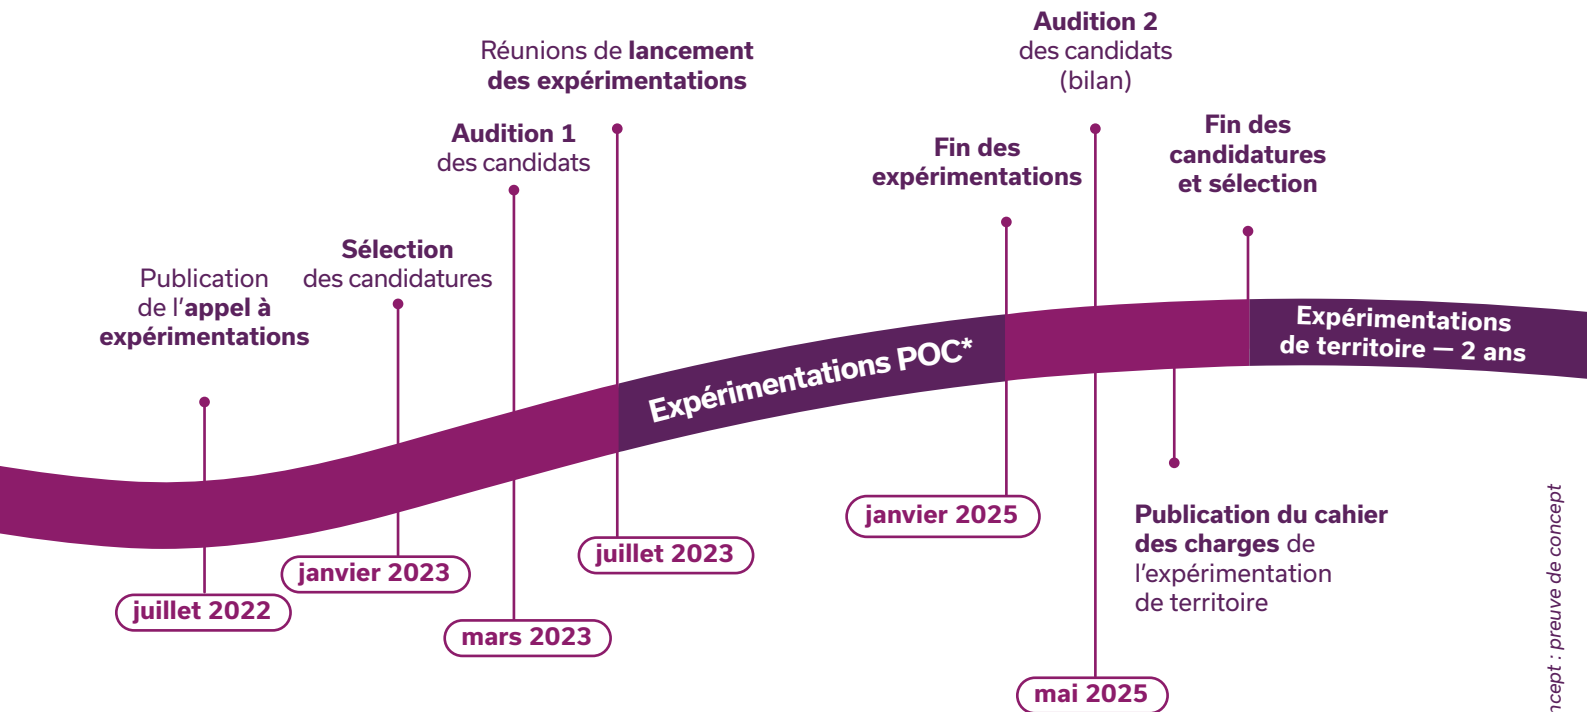 Publication
de l'appel à
expérimentations
juillet 2022
Sélection
des candidatures
janvier 2023
Audition 1
des candidats
mars 2023
Réunions de lancement
des expérimentations
juillet 2023
Expérimentations POC*
Fin des
expérimentations
janvier 2025
Audition 2
des candidats
(bilan)
mai 2025
Publication du cahier
des charges de
l'expérimentation
de territoire
Fin des
candidatures
et sélection
Expérimentations
de territoire — 2 ans
: preuve de concept